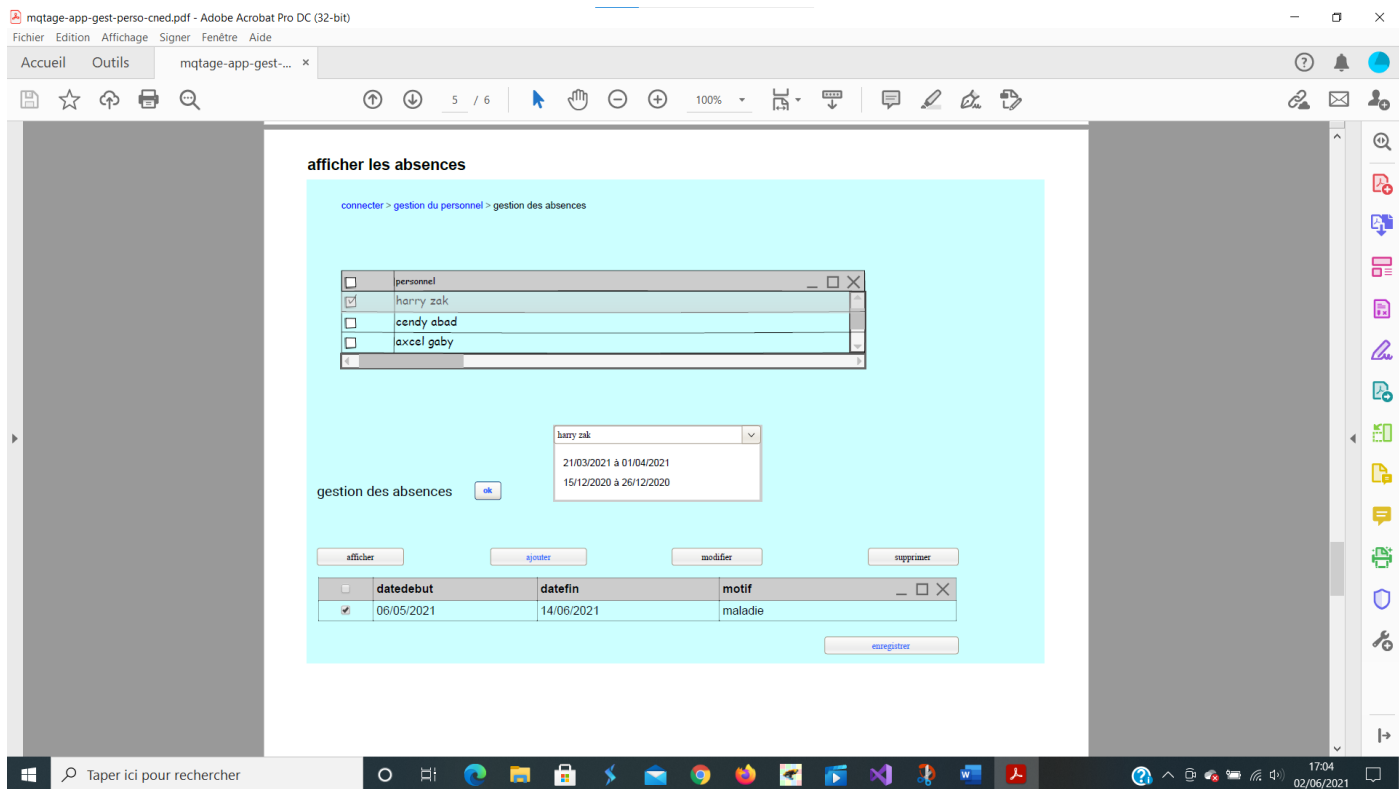 mqtage-app-gest-perso-cned.pdf - Adobe Acrobat Pro DC (32-bit)
Fichier Edition Affichage Signer Fenêtre Aide
Accueil Outils mqtage-app-gest-... ×
5 / 6 100%
afficher les absences
connecter > gestion du personnel > gestion des absences
personnel
harry zak
cendy abad
axcel gaby
harry zak
21/03/2021 à 01/04/2021
15/12/2020 à 26/12/2020
gestion des absences ok
afficher ajouter modifier supprimer
datedebut datefin motif
06/05/2021 14/06/2021 maladie
enregistrer
Taper ici pour rechercher
17:04
02/06/2021